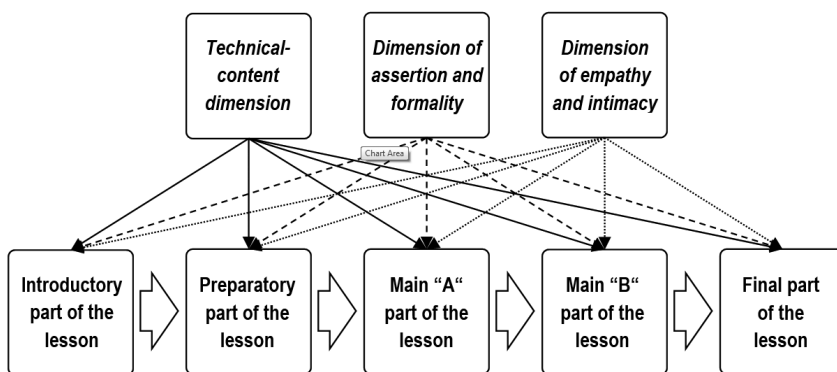 Technical-
content
dimension
Dimension of
assertion and
formality
Dimension
of empathy
and intimacy
Chart Area
Introductory
part of the
lesson
Preparatory
part of the
lesson
Main “A“
part of the
lesson
Main “B“
part of the
lesson
Final part
of the
lesson